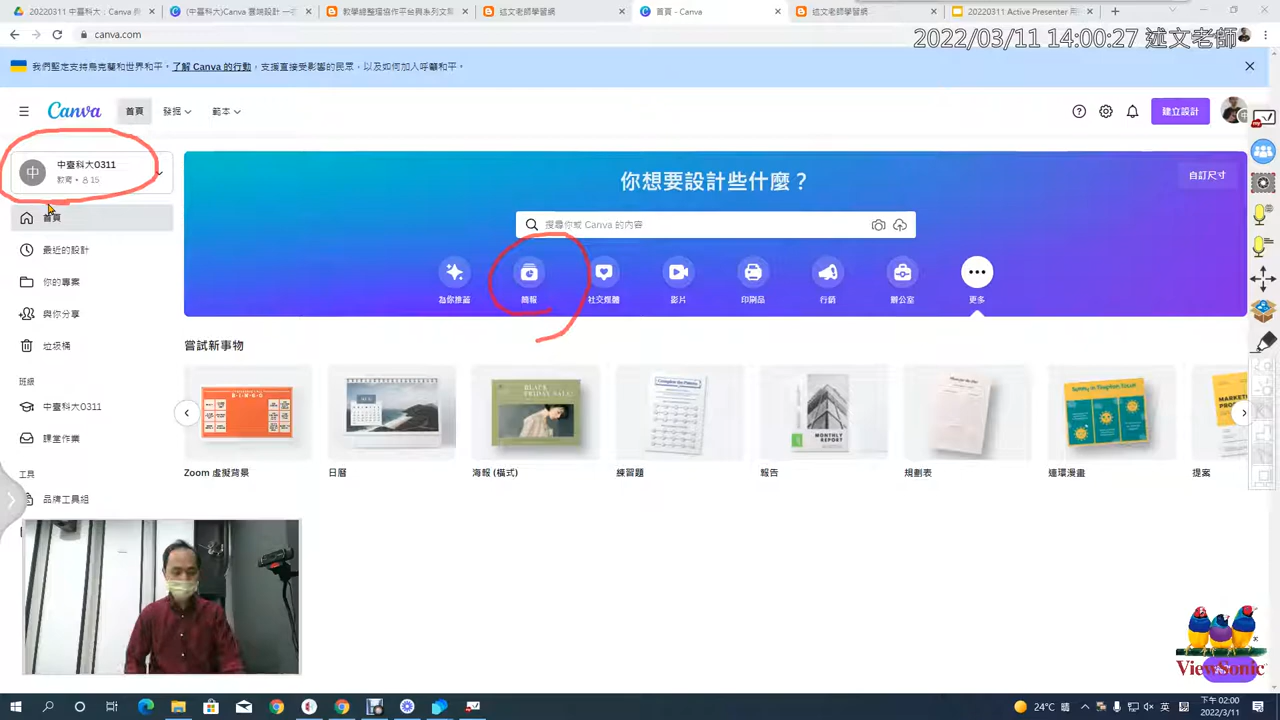 20220311 中臺科大：Canva 與
(中臺科大)Canva 雲端設計 一
教學總整理協作平台與系列文章
述文老師學習網
首頁 - Canva
述文老師學習網
20220311:Active Presenter 用
canva.com
2022/03/11 14:00:27 述文老師
我們堅定支持烏克蘭和世界和平。了解 Canva 的行動，支援直接受影響的民眾，以及如何加入呼籲和平。
Canva
首頁
發掘
範本
建立設計
中臺科大0311
教育 • 15
首頁
最近的設計
你的專案
與你分享
垃圾桶
班級
中臺科大0311
課堂作業
工具
品牌工具組
你想要設計些什麼？
自訂尺寸
搜尋你或 Canva 的內容
為你推薦
簡報
社交媒體
影片
印刷品
行銷
辦公室
更多
嘗試新事物
BLACK
FRIDAY SALE!
MONTHLY
REPORT
Zoom 虛擬背景
日曆
海報 (橫式)
練習題
報告
規劃表
連環漫畫
提案
ViewSonic
24°C 晴
英
下午 02:00
2022/3/11